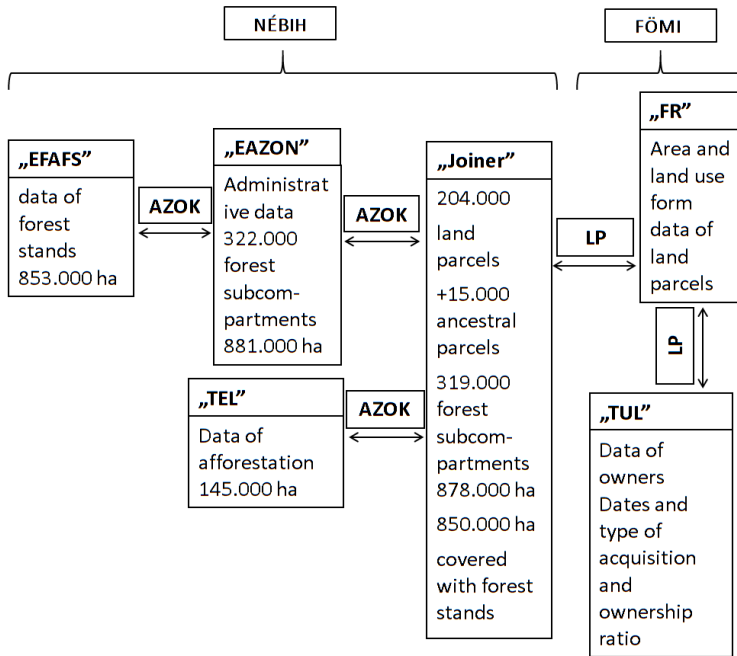 NÉBIH
FÖMI
„EFAFS”
data of
forest
stands
853.000 ha
AZOK
„EAZON”
Administrat
ive data
322.000
forest
subcom-
partments
881.000 ha
AZOK
„TEL”
Data of
afforestation
145.000 ha
AZOK
„Joiner”
204.000
land
parcels
+15.000
ancestral
parcels
319.000
forest
subcom-
partments
878.000 ha
850.000 ha
covered
with forest
stands
LP
„FR”
Area and
land use
form
data of
land
parcels
LP
„TUL”
Data of
owners
Dates and
type of
acquisition
and
ownership
ratio